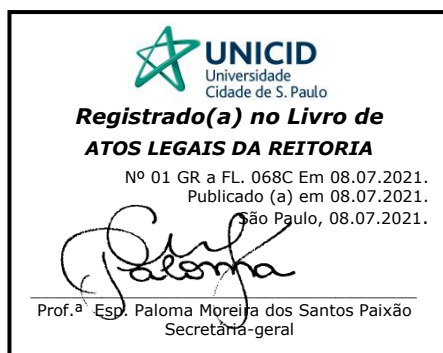 UNICID
Universidade
Cidade de S. Paulo
Registrado(a) no Livro de
ATOS LEGAIS DA REITORIA
Nº 01 GR a FL. 068C Em 08.07.2021.
Publicado (a) em 08.07.2021.
São Paulo, 08.07.2021.
Paloma
Prof.ª Esp. Paloma Moreira dos Santos Paixão
Secretária-geral